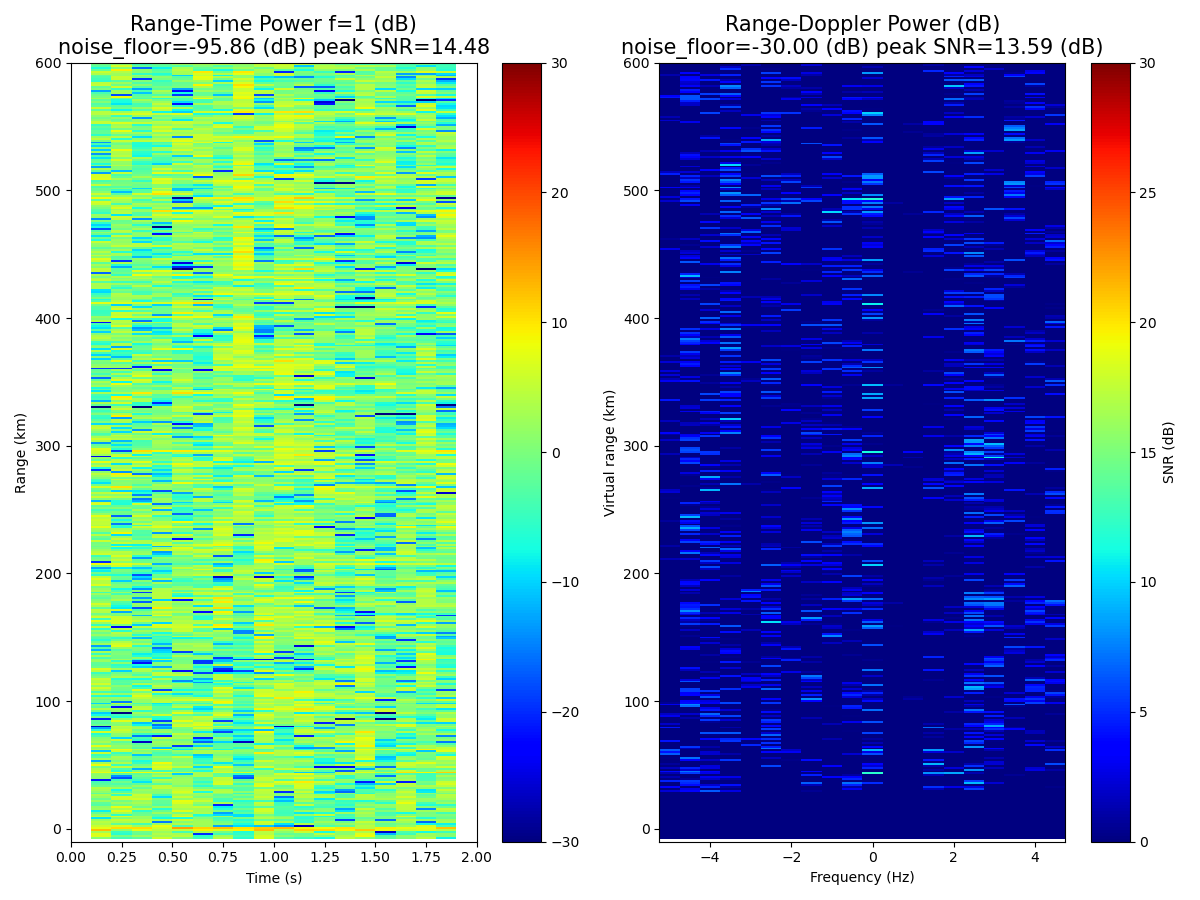 Range-Time Power f=1 (dB)
noise_floor=-95.86 (dB) peak SNR=14.48
Range (km)
600
500
400
300
200
100
0
0.00 0.25 0.50 0.75 1.00 1.25 1.50 1.75 2.00
Time (s)
30
20
10
0
−10
−20
−30
Range-Doppler Power (dB)
noise_floor=-30.00 (dB) peak SNR=13.59 (dB)
Virtual range (km)
600
500
400
300
200
100
0
−4 −2 0 2 4
Frequency (Hz)
30
25
20
15
10
5
0
SNR (dB)